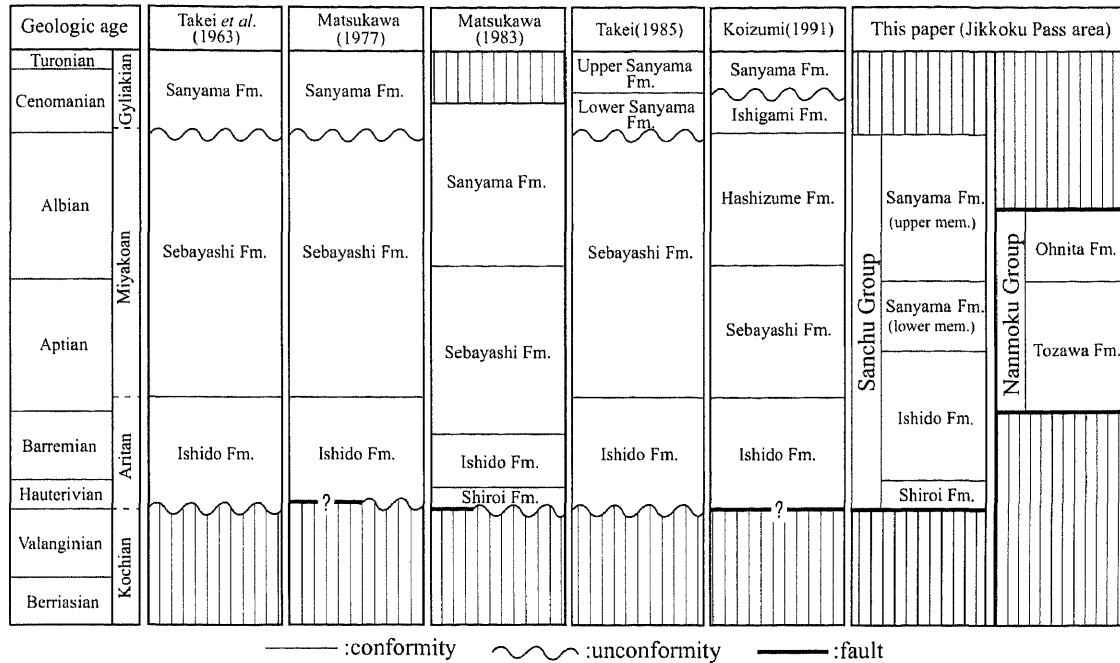 Geologic age
Takei et al.
(1963)
Matsukawa
(1977)
Matsukawa
(1983)
Takei(1985)
Koizumi(1991)
This paper (Jikkoku Pass area)
Turonian
Cenomanian
Albian
Aptian
Barremian
Hauterivian
Valanginian
Berriasian
Gyliakian
Miyakoan
Aritan
Kochian
Sanyama Fm.
Sebayashi Fm.
Ishido Fm.
Sanyama Fm.
Sebayashi Fm.
Ishido Fm.
?
Sanyama Fm.
Sebayashi Fm.
Ishido Fm.
Shiroi Fm.
Upper Sanyama
Fm.
Lower Sanyama
Fm.
Sebayashi Fm.
Ishido Fm.
Sanyama Fm.
Ishigami Fm.
Hashizume Fm.
Sebayashi Fm.
Ishido Fm.
?
Sanchu Group
Sanyama Fm.
(upper mem.)
Sanyama Fm.
(lower mem.)
Ishido Fm.
Shiroi Fm.
Nanmoku Group
Ohnita Fm.
Tozawa Fm.
:conformity :unconformity :fault